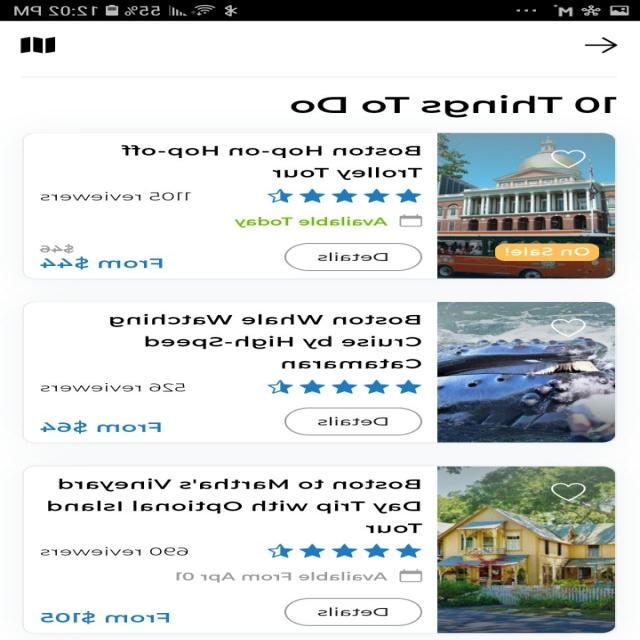 55% 12:02 PM
10 Things To Do
Boston Hop-on Hop-off
Trolley Tour
1105 reviewers
Available Today
$46
On Sale!
Details
From $44
Boston Whale Watching
Cruise by High-Speed
Catamaran
526 reviewers
Details
From $64
Boston to Martha's Vineyard
Day Trip with Optional Island
Tour
690 reviewers
Available From Apr 01
Details
From $105